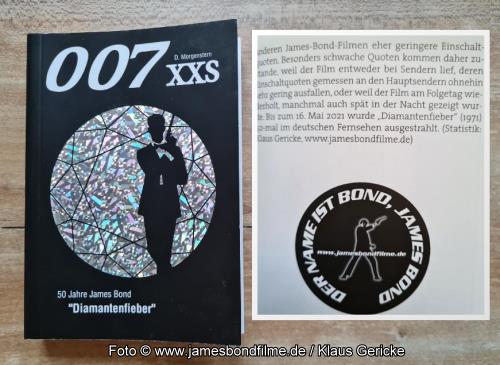 007
D. Morgenstern
XXS
50 Jahre James Bond
"Diamantenfieber"
anderen James-Bond-Filmen eher geringere Einschalt-
quoten. Besonders schwache Quoten kommen daher zu-
stande, weil der Film entweder bei Sendern lief, deren
Einschaltquoten gemessen an den Hauptsendern ohnehin
sehr gering ausfallen, oder weil der Film am Folgetag wie-
derholt, manchmal auch spät in der Nacht gezeigt wur-
de. Bis zum 16. Mai 2021 wurde „Diamantenfieber“ (1971)
-mal im deutschen Fernsehen ausgestrahlt. (Statistik:
Klaus Gericke, www.jamesbondfilme.de)
DER NAME IST BOND, JAMES BOND
www.jamesbondfilme.de
Foto © www.jamesbondfilme.de / Klaus Gericke